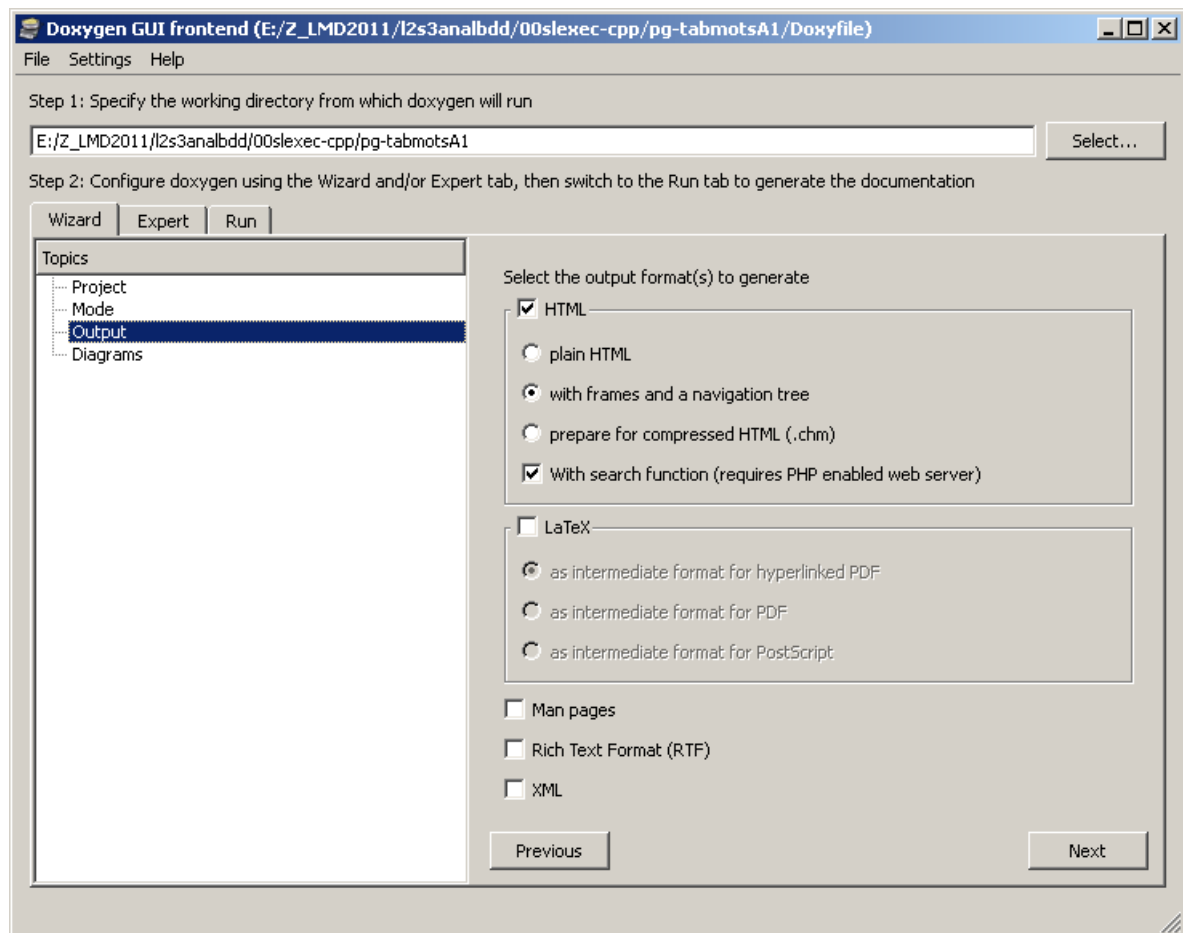 Doxygen GUI frontend (E:/Z_LMD2011/l2s3analbdd/00slexec-cpp/pg-tabmotsA1/Doxyfile)
File Settings Help
Step 1: Specify the working directory from which doxygen will run
E:/Z_LMD2011/l2s3analbdd/00slexec-cpp/pg-tabmotsA1
Select...
Step 2: Configure doxygen using the Wizard and/or Expert tab, then switch to the Run tab to generate the documentation
Wizard Expert Run
Topics
Project
Mode
Output
Diagrams
Select the output format(s) to generate
HTML
plain HTML
with frames and a navigation tree
prepare for compressed HTML (.chm)
With search function (requires PHP enabled web server)
LaTeX
as intermediate format for hyperlinked PDF
as intermediate format for PDF
as intermediate format for PostScript
Man pages
Rich Text Format (RTF)
XML
Previous Next